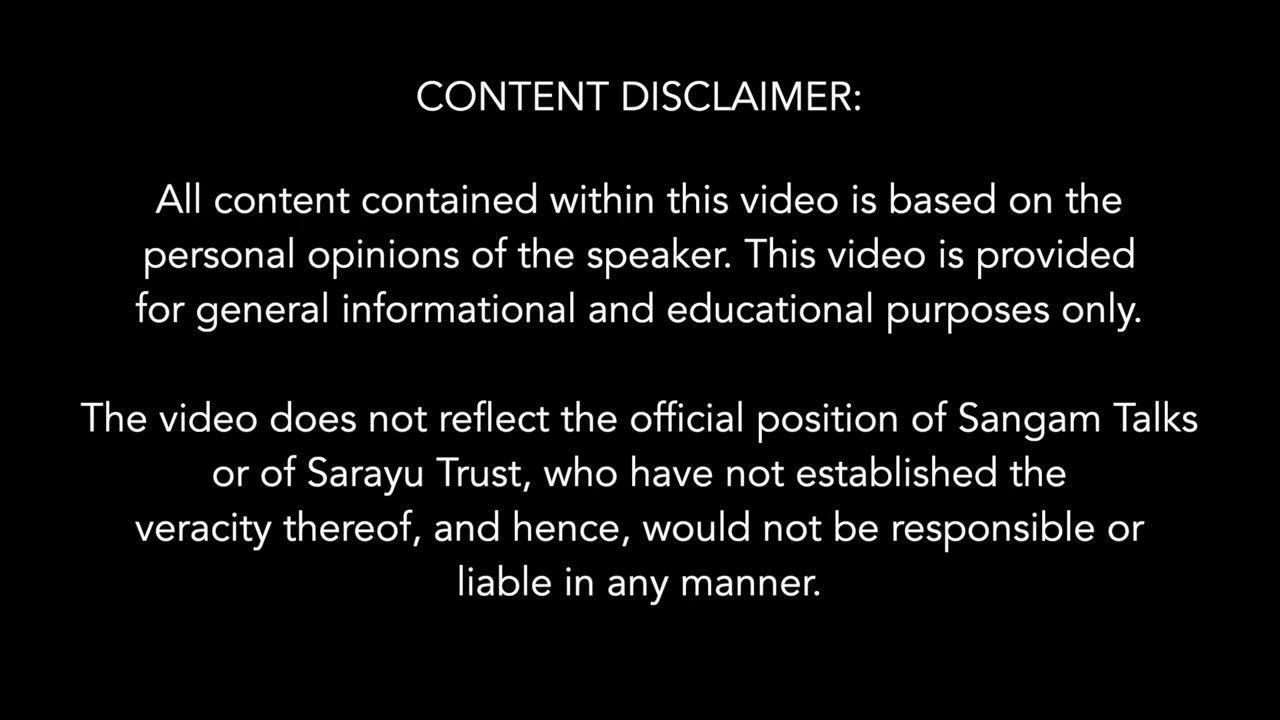 CONTENT DISCLAIMER:
All content contained within this video is based on the
personal opinions of the speaker. This video is provided
for general informational and educational purposes only.
The video does not reflect the official position of Sangam Talks
or of Sarayu Trust, who have not established the
veracity thereof, and hence, would not be responsible or
liable in any manner.